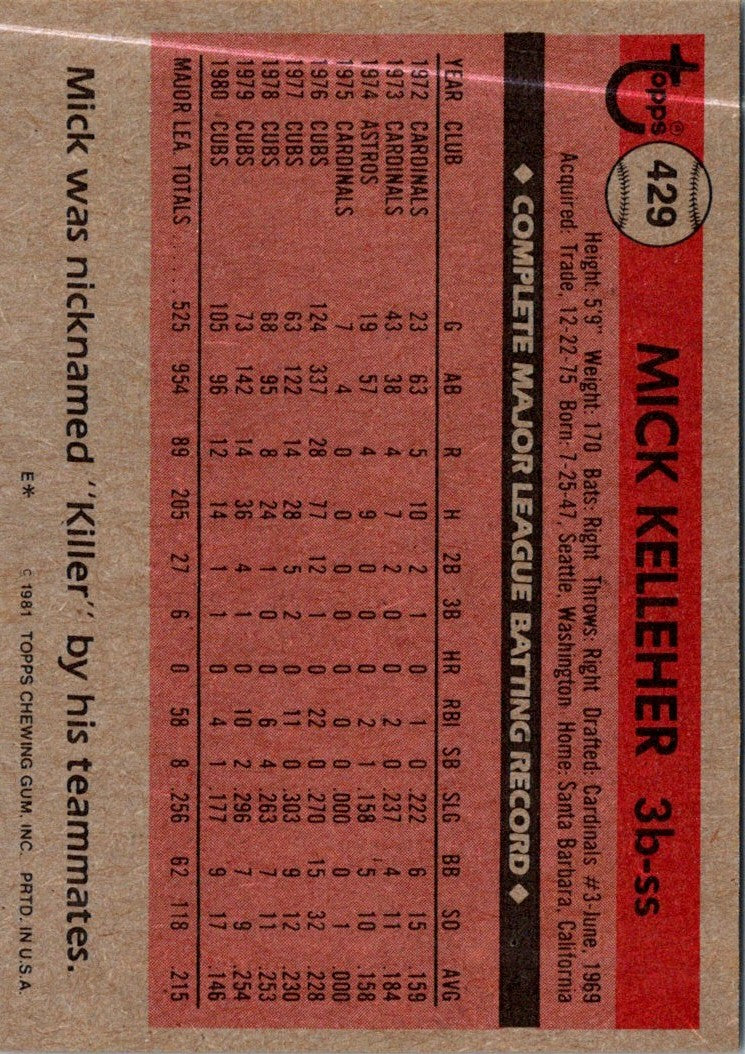 Topps® 429 MICK KELLEHER 3b-ss
Height: 5'9" Weight: 170 Bats: Right Throws: Right Drafted: Cardinals #3-June, 1969
Acquired: Trade, 12-22-75 Born: 7-25-47, Seattle, Washington Home: Santa Barbara, California
◆ COMPLETE MAJOR LEAGUE BATTING RECORD ◆
YEAR CLUB G AB R H 2B 3B HR RBI SB SLG BB SO AVG
1972 CARDINALS 23 63 5 10 2 1 0 1 0 .222 6 15 .159
1973 CARDINALS 43 38 4 7 2 0 0 2 0 .237 4 11 .184
1974 ASTROS 19 57 4 9 0 0 0 2 1 .158 5 10 .158
1975 CARDINALS 7 4 0 0 0 0 0 0 0 .000 0 1 .000
1976 CUBS 124 337 28 77 12 1 0 22 0 .270 15 32 .228
1977 CUBS 63 122 14 28 5 2 0 11 0 .303 9 12 .230
1978 CUBS 68 95 8 24 1 0 0 6 4 .263 7 11 .253
1979 CUBS 73 142 14 36 4 1 0 10 2 .296 7 9 .254
1980 CUBS 105 96 12 14 1 1 0 4 1 .177 9 17 .146
MAJOR LEA. TOTALS . . . . . 525 954 89 205 27 6 0 58 8 .256 62 118 .215
Mick was nicknamed "Killer" by his teammates.
E* © 1981 TOPPS CHEWING GUM, INC. PRTD. IN U.S.A.